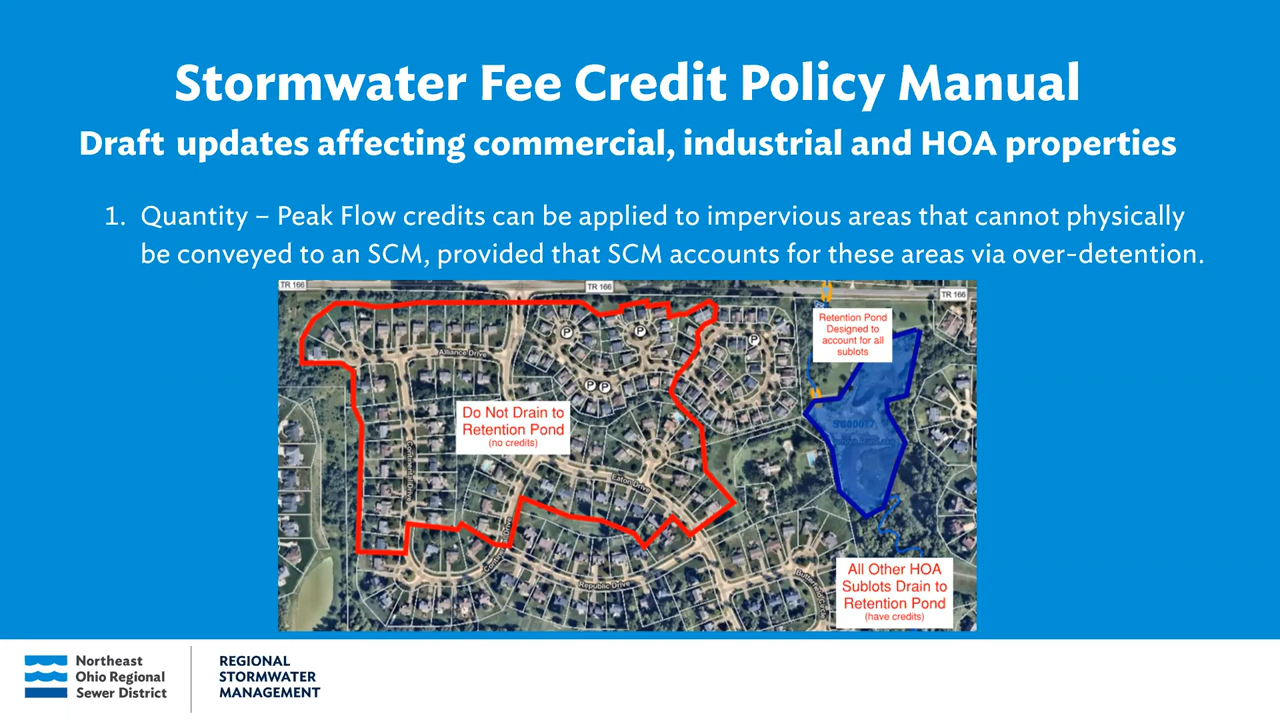 Stormwater Fee Credit Policy Manual
Draft updates affecting commercial, industrial and HOA properties
1. Quantity – Peak Flow credits can be applied to impervious areas that cannot physically
be conveyed to an SCM, provided that SCM accounts for these areas via over-detention.
TR 166
TR 166
TR 166
Retention Pond
Designed to
account for all
sublots
P
P
P
P P
Alliance Drive
Do Not Drain to
Retention Pond
(no credits)
Continental Drive
Eaton Drive
Drive
Republic Drive
All Other HOA
Sublots Drain to
Retention Pond
(have credits)
Northeast
Ohio Regional
Sewer District
REGIONAL
STORMWATER
MANAGEMENT